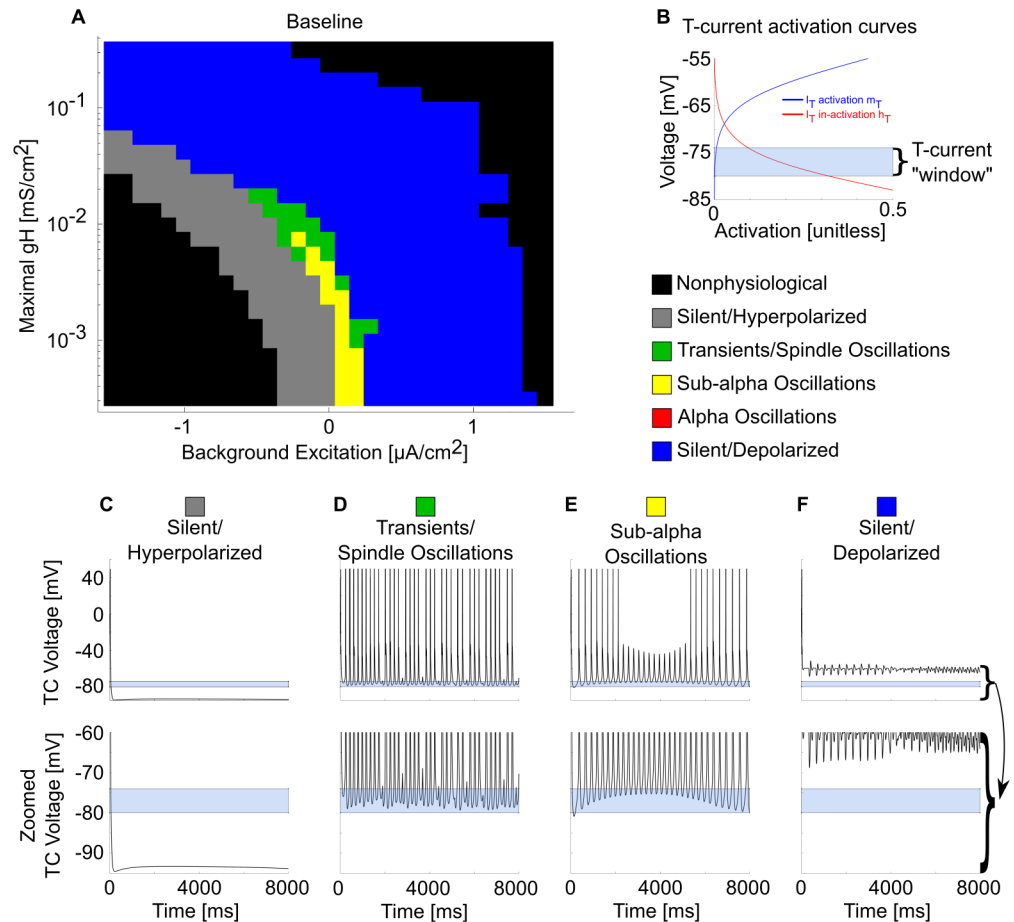 A
Baseline
Maximal gH [mS/cm2]
10-1
10-2
10-3
-1
0
1
Background Excitation [µA/cm2]
B
T-current activation curves
Voltage [mV]
-55
-65
-75
-85
IT activation mT
IT in-activation hT
T-current
"window"
0
0.5
Activation [unitless]
Nonphysiological
Silent/Hyperpolarized
Transients/Spindle Oscillations
Sub-alpha Oscillations
Alpha Oscillations
Silent/Depolarized
C
Silent/
Hyperpolarized
D
Transients/
Spindle Oscillations
E
Sub-alpha
Oscillations
F
Silent/
Depolarized
TC Voltage [mV]
40
0
-40
-80
Zoomed
TC Voltage [mV]
-60
-70
-80
-90
0
4000
8000
Time [ms]
0
4000
8000
Time [ms]
0
4000
8000
Time [ms]
0
4000
8000
Time [ms]